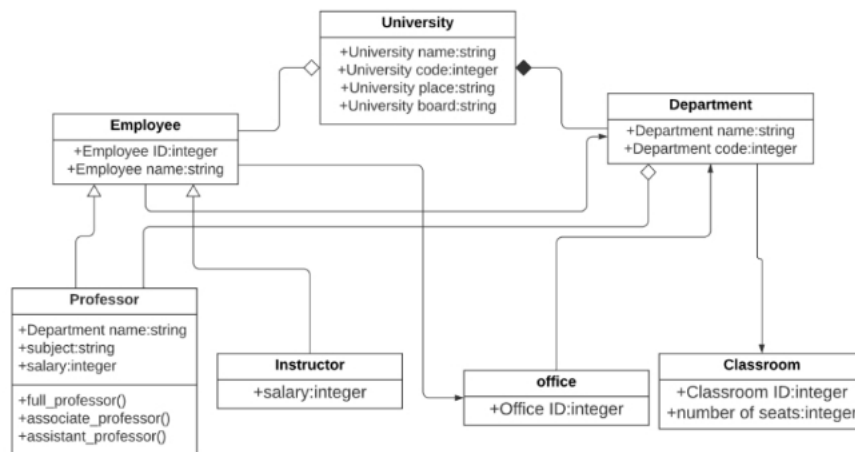 University
+University name:string
+University code:integer
+University place:string
+University board:string
Department
+Department name:string
+Department code:integer
Employee
+Employee ID:integer
+Employee name:string
Professor
+Department name:string
+subject:string
+salary:integer
+full_professor()
+associate_professor()
+assistant_professor()
Instructor
+salary:integer
office
+Office ID:integer
Classroom
+Classroom ID:integer
+number of seats:integer